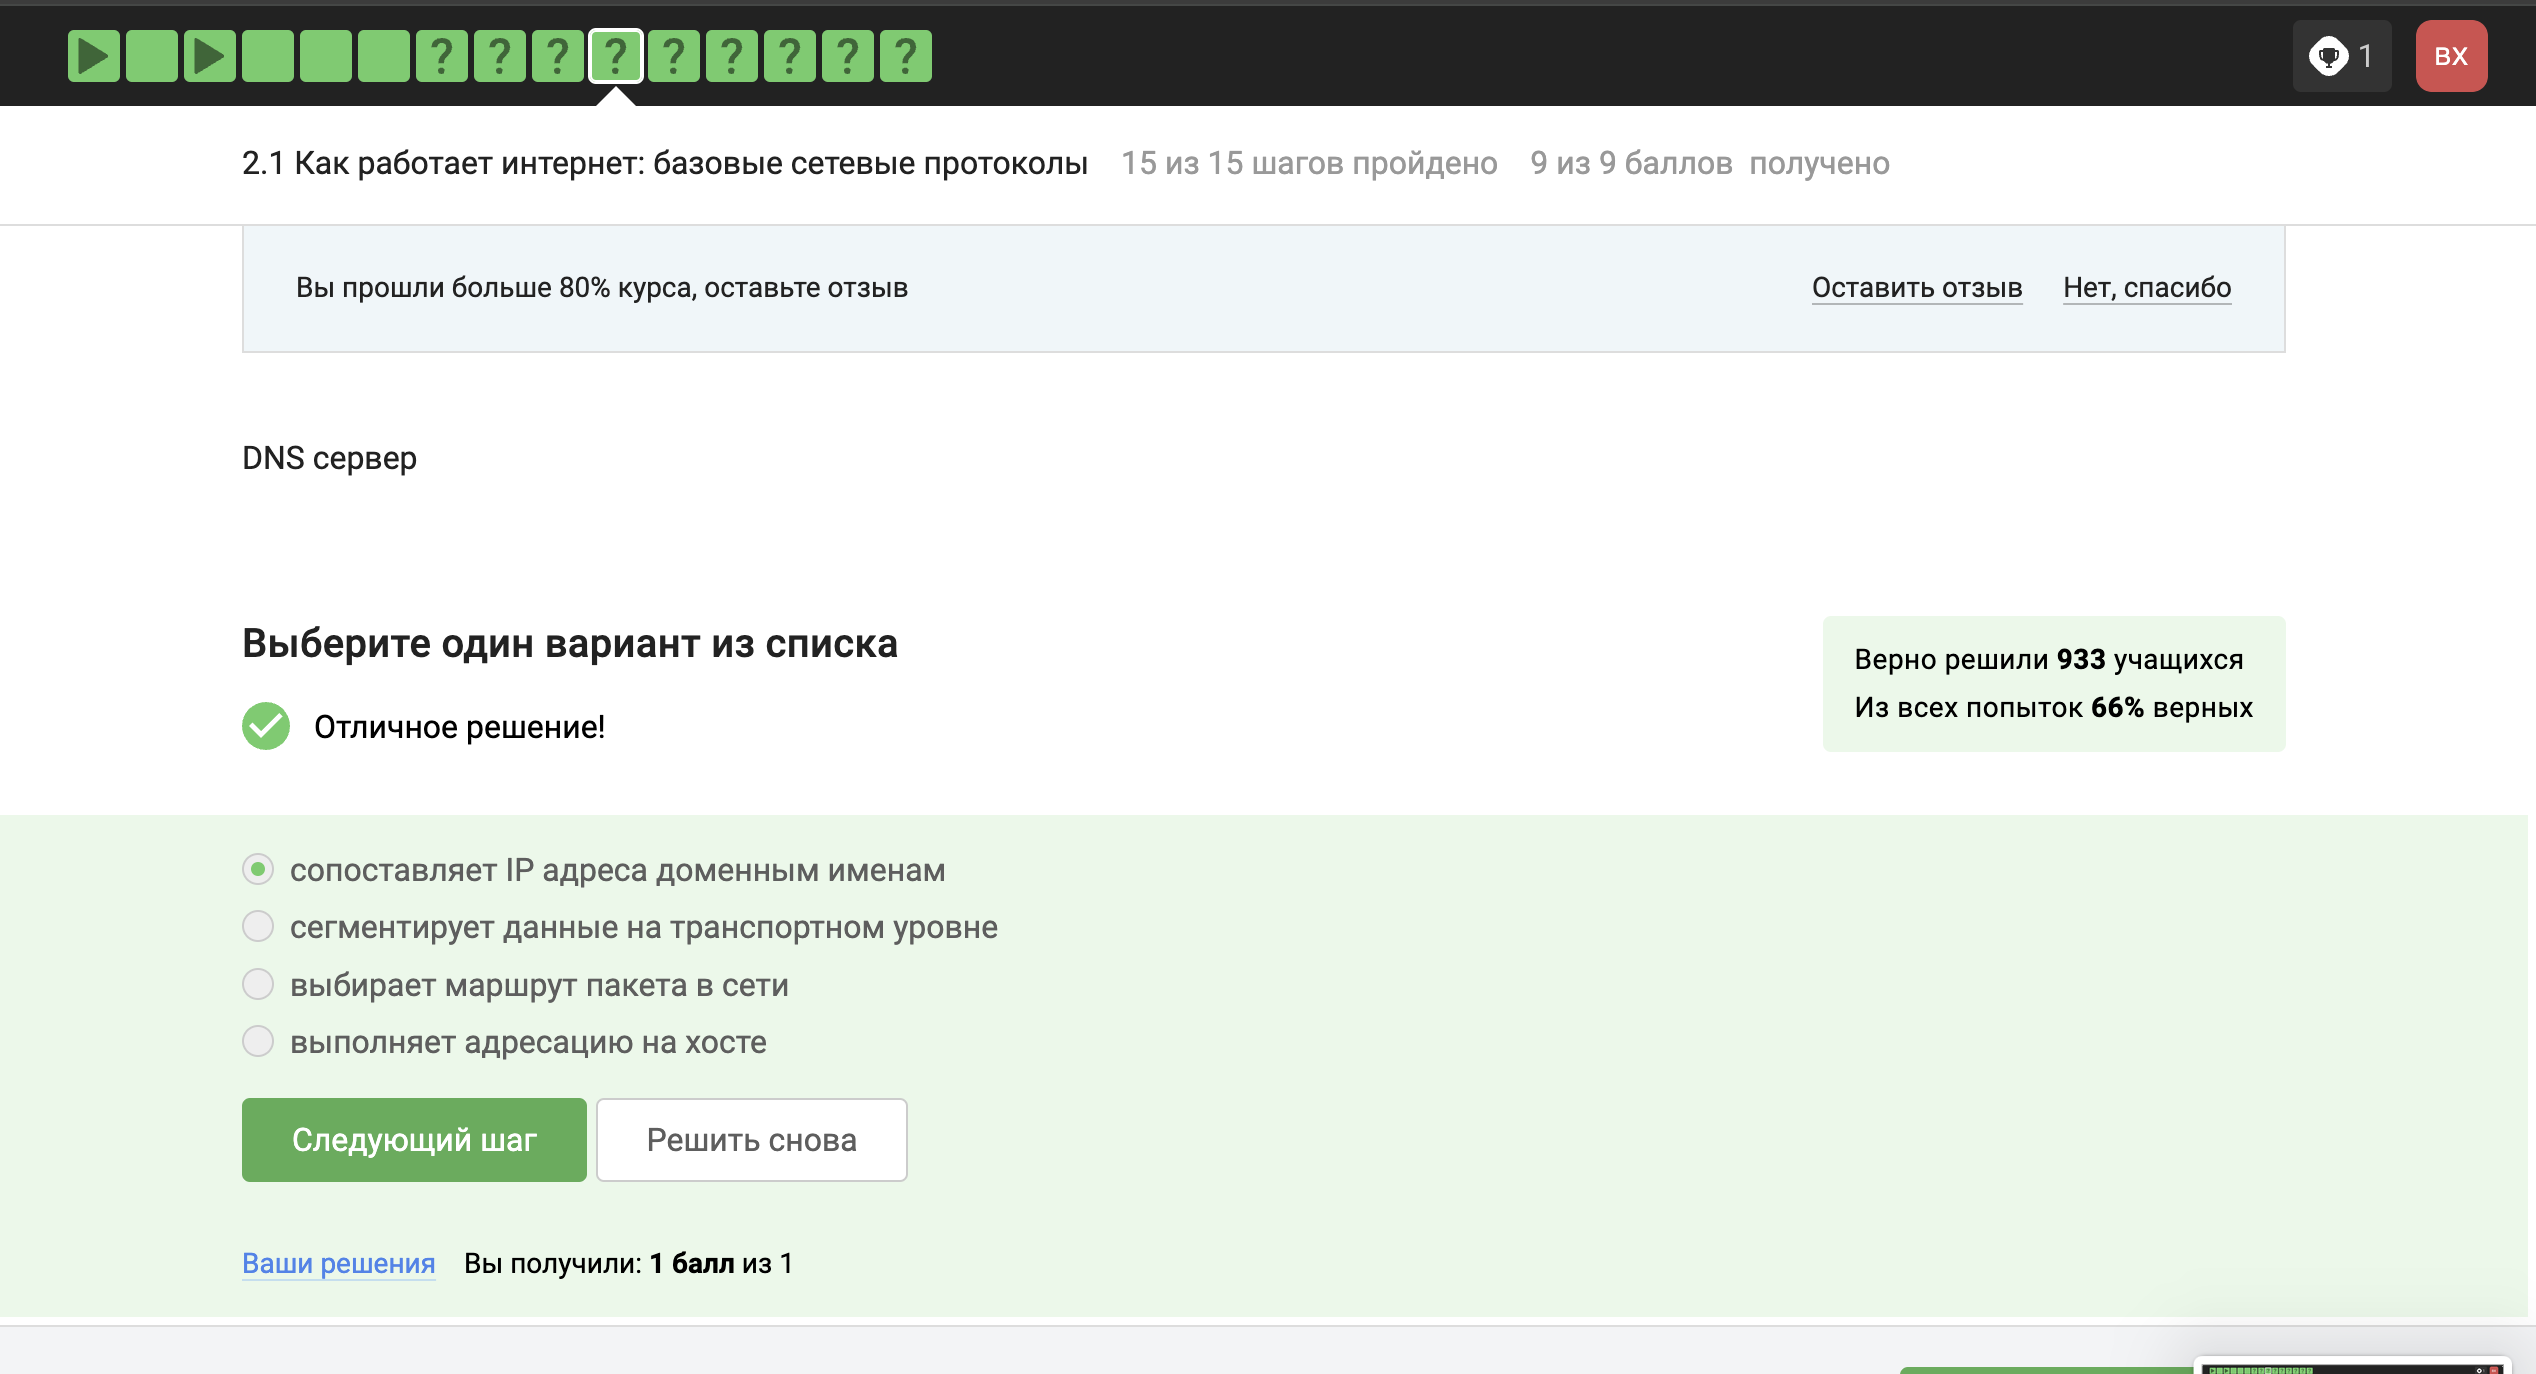 ? ? ? ? ? ? ? ? ?
1
ВХ
2.1 Как работает интернет: базовые сетевые протоколы 15 из 15 шагов пройдено 9 из 9 баллов получено
Вы прошли больше 80% курса, оставьте отзыв
Оставить отзыв Нет, спасибо
DNS сервер
Выберите один вариант из списка
Отличное решение!
Верно решили 933 учащихся
Из всех попыток 66% верных
сопоставляет IP адреса доменным именам
сегментирует данные на транспортном уровне
выбирает маршрут пакета в сети
выполняет адресацию на хосте
Следующий шаг
Решить снова
Ваши решения Вы получили: 1 балл из 1